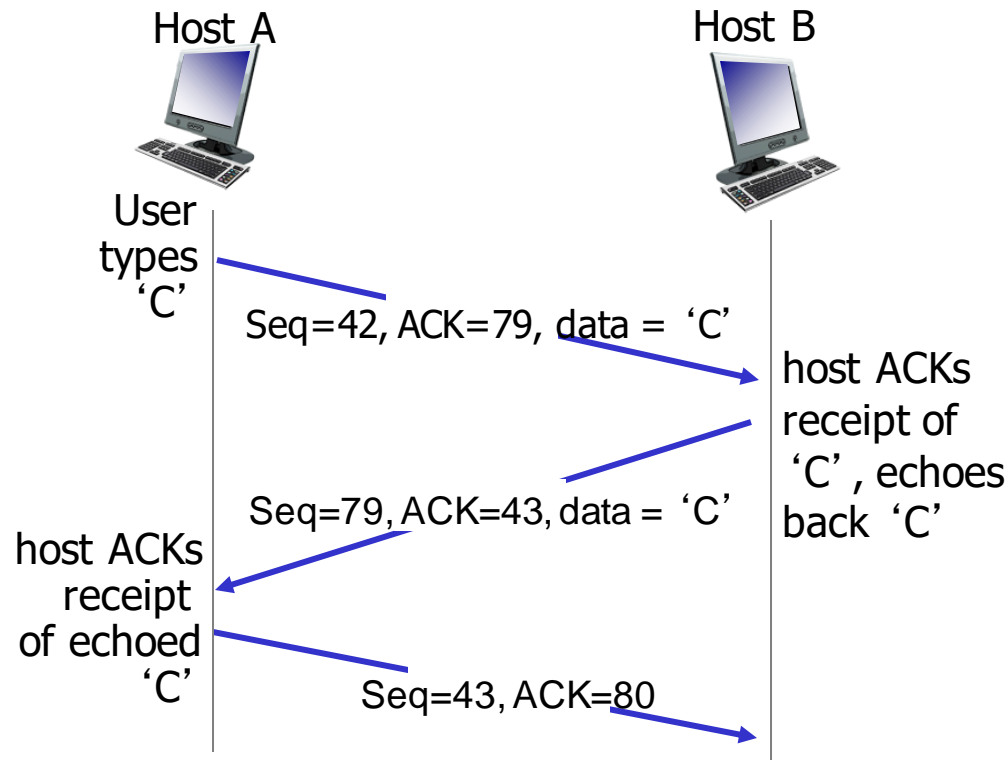 Host A
Host B
User
types
‘C’
Seq=42, ACK=79, data = ‘C’
host ACKs
receipt of
‘C’, echoes
back ‘C’
Seq=79, ACK=43, data = ‘C’
host ACKs
receipt
of echoed
‘C’
Seq=43, ACK=80